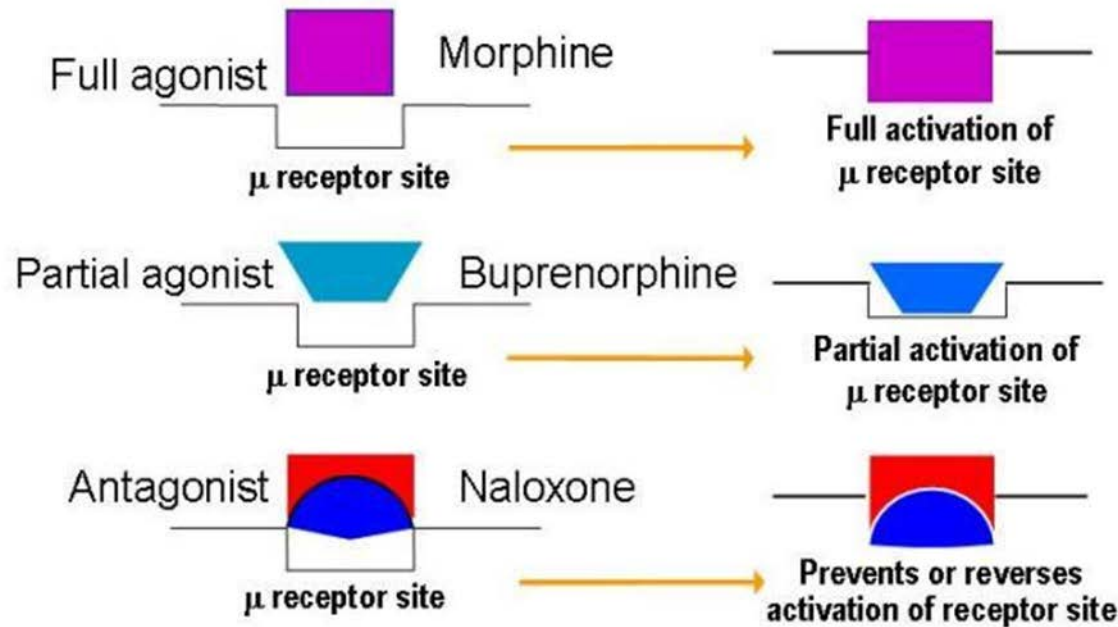 Full agonist
Morphine
μ receptor site
Full activation of
μ receptor site
Partial agonist
Buprenorphine
μ receptor site
Partial activation of
μ receptor site
Antagonist
Naloxone
μ receptor site
Prevents or reverses
activation of receptor site